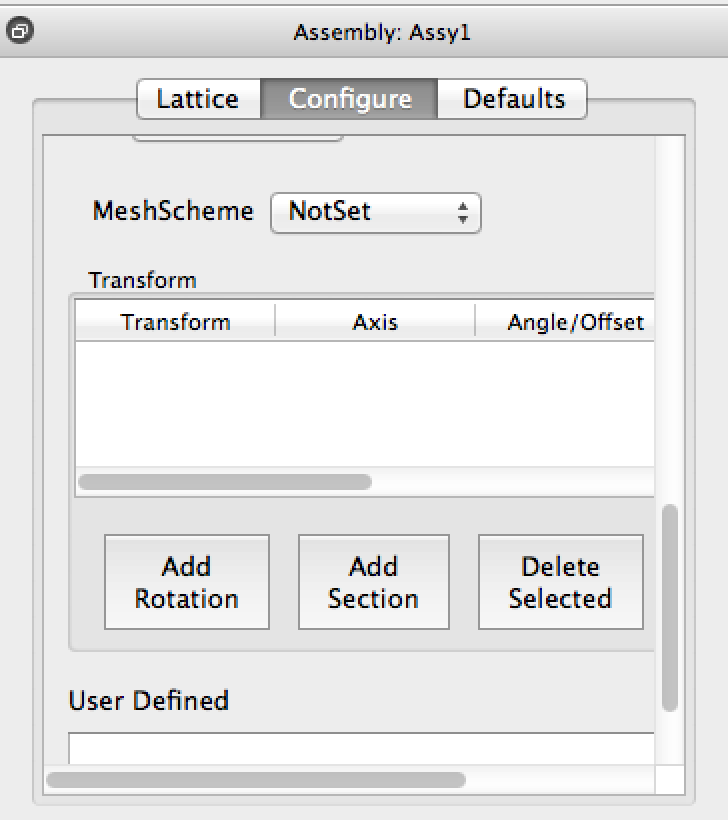 Assembly: Assy1
Lattice Configure Defaults
MeshScheme NotSet
Transform
Transform Axis Angle/Offset
Add Rotation
Add Section
Delete Selected
User Defined